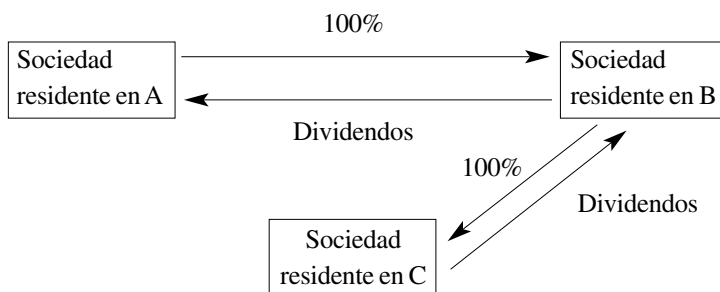 100%
Sociedad
residente en A
Sociedad
residente en B
Dividendos
100%
Dividendos
Sociedad
residente en C